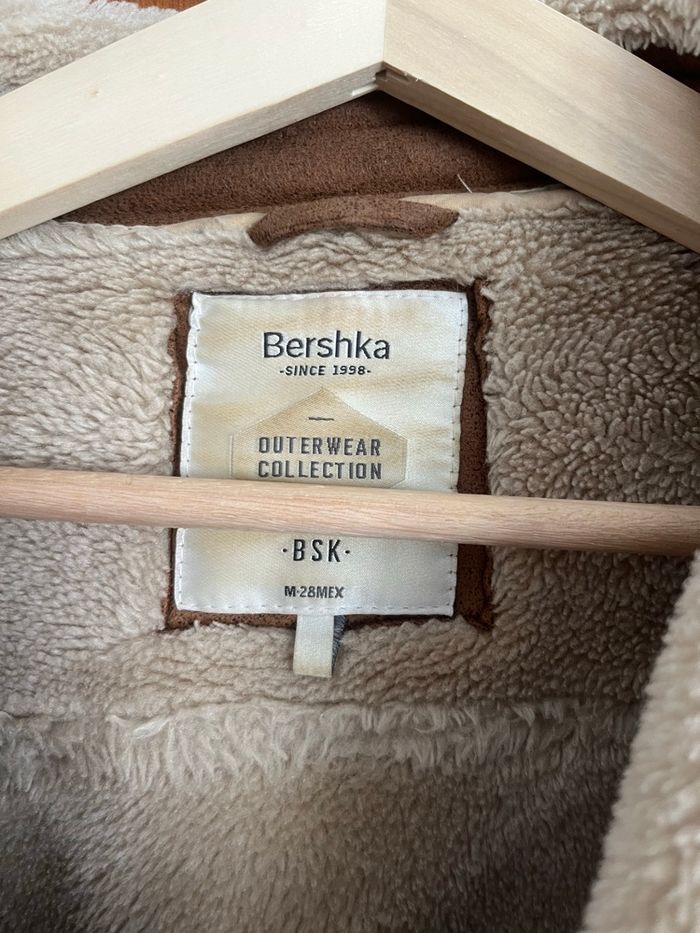 Bershka
-SINCE 1998-
OUTERWEAR
COLLECTION
·BSK·
M-28MEX